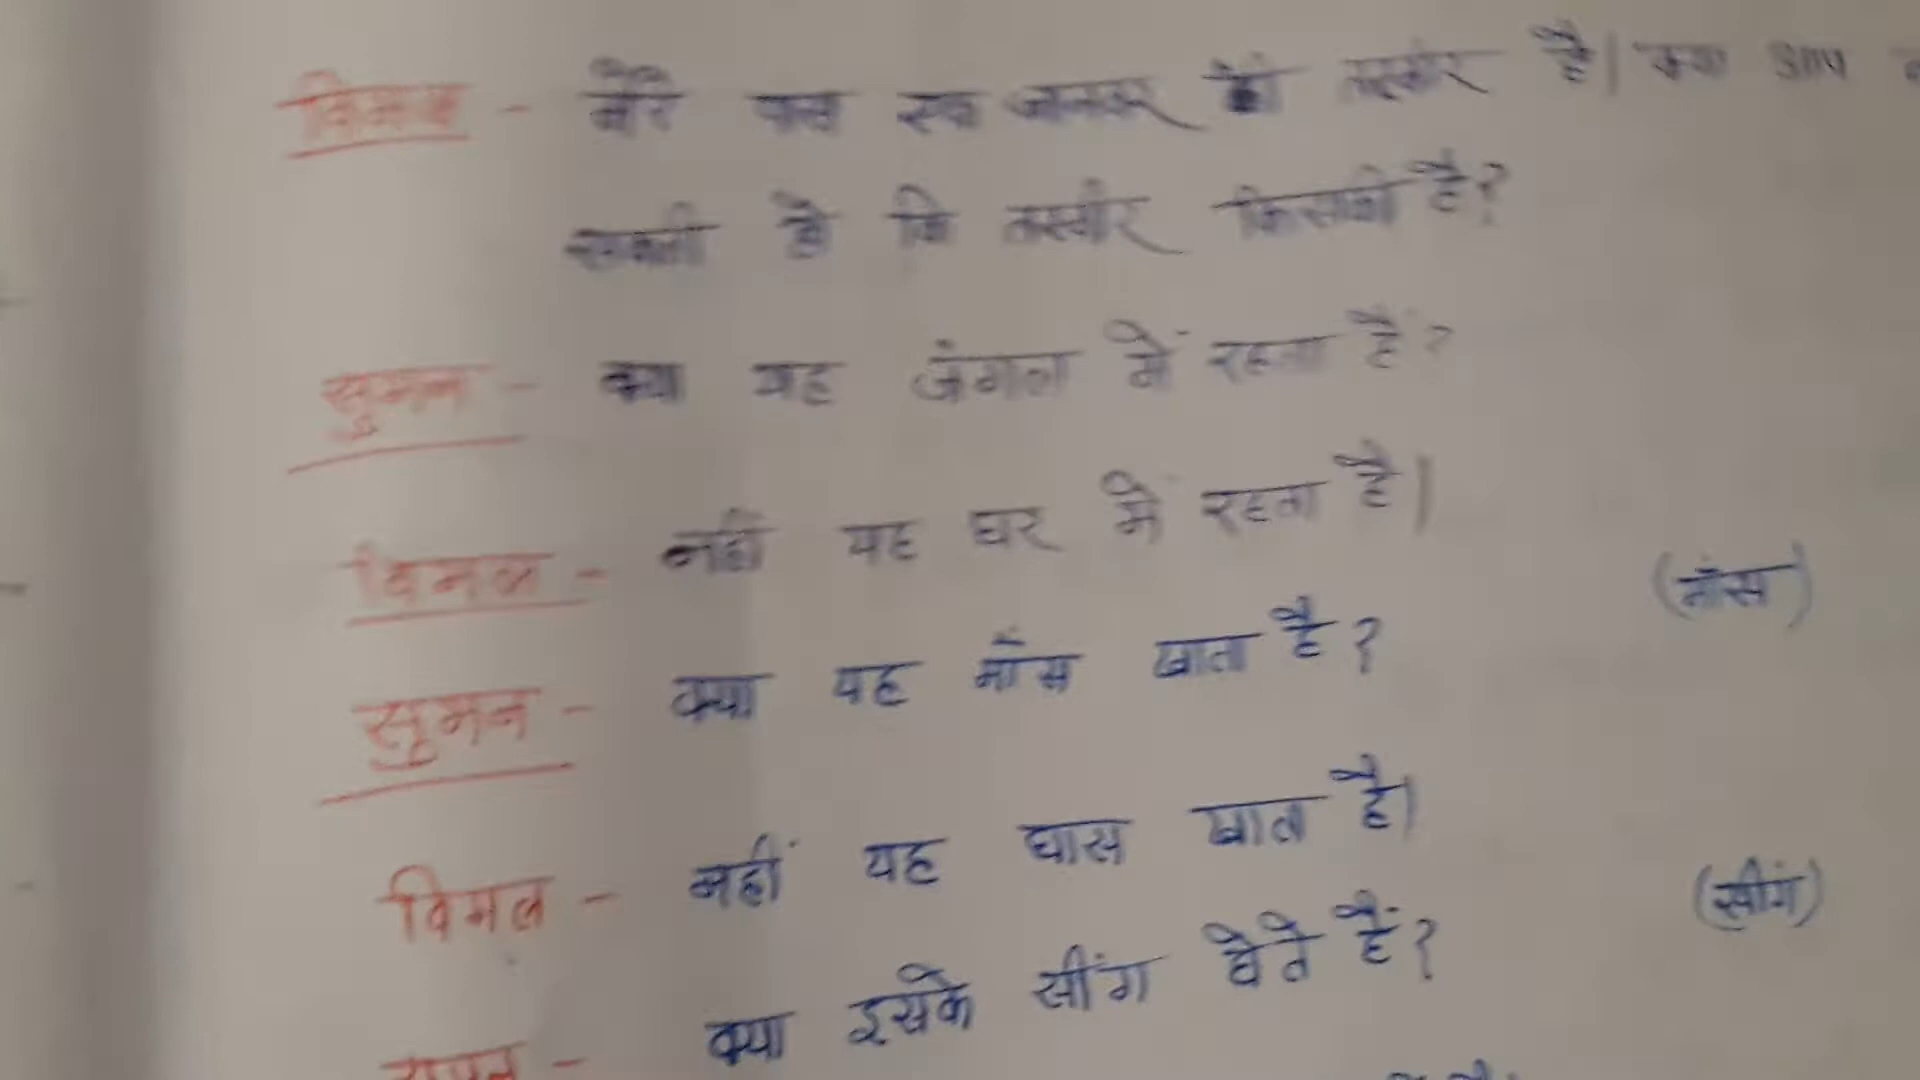 विमल - मेरे पास एक जानवर की तस्वीर है। क्या आप
सकती है कि तस्वीर किसकी है?
सुमन - क्या यह जंगल में रहता है?
विमल - नहीं यह घर में रहता है।
(माँस)
सुमन - क्या यह माँस खाता है?
विमल - नहीं यह घास खाता है।
(सींग)
सुमन - क्या इसके सींग होते हैं?